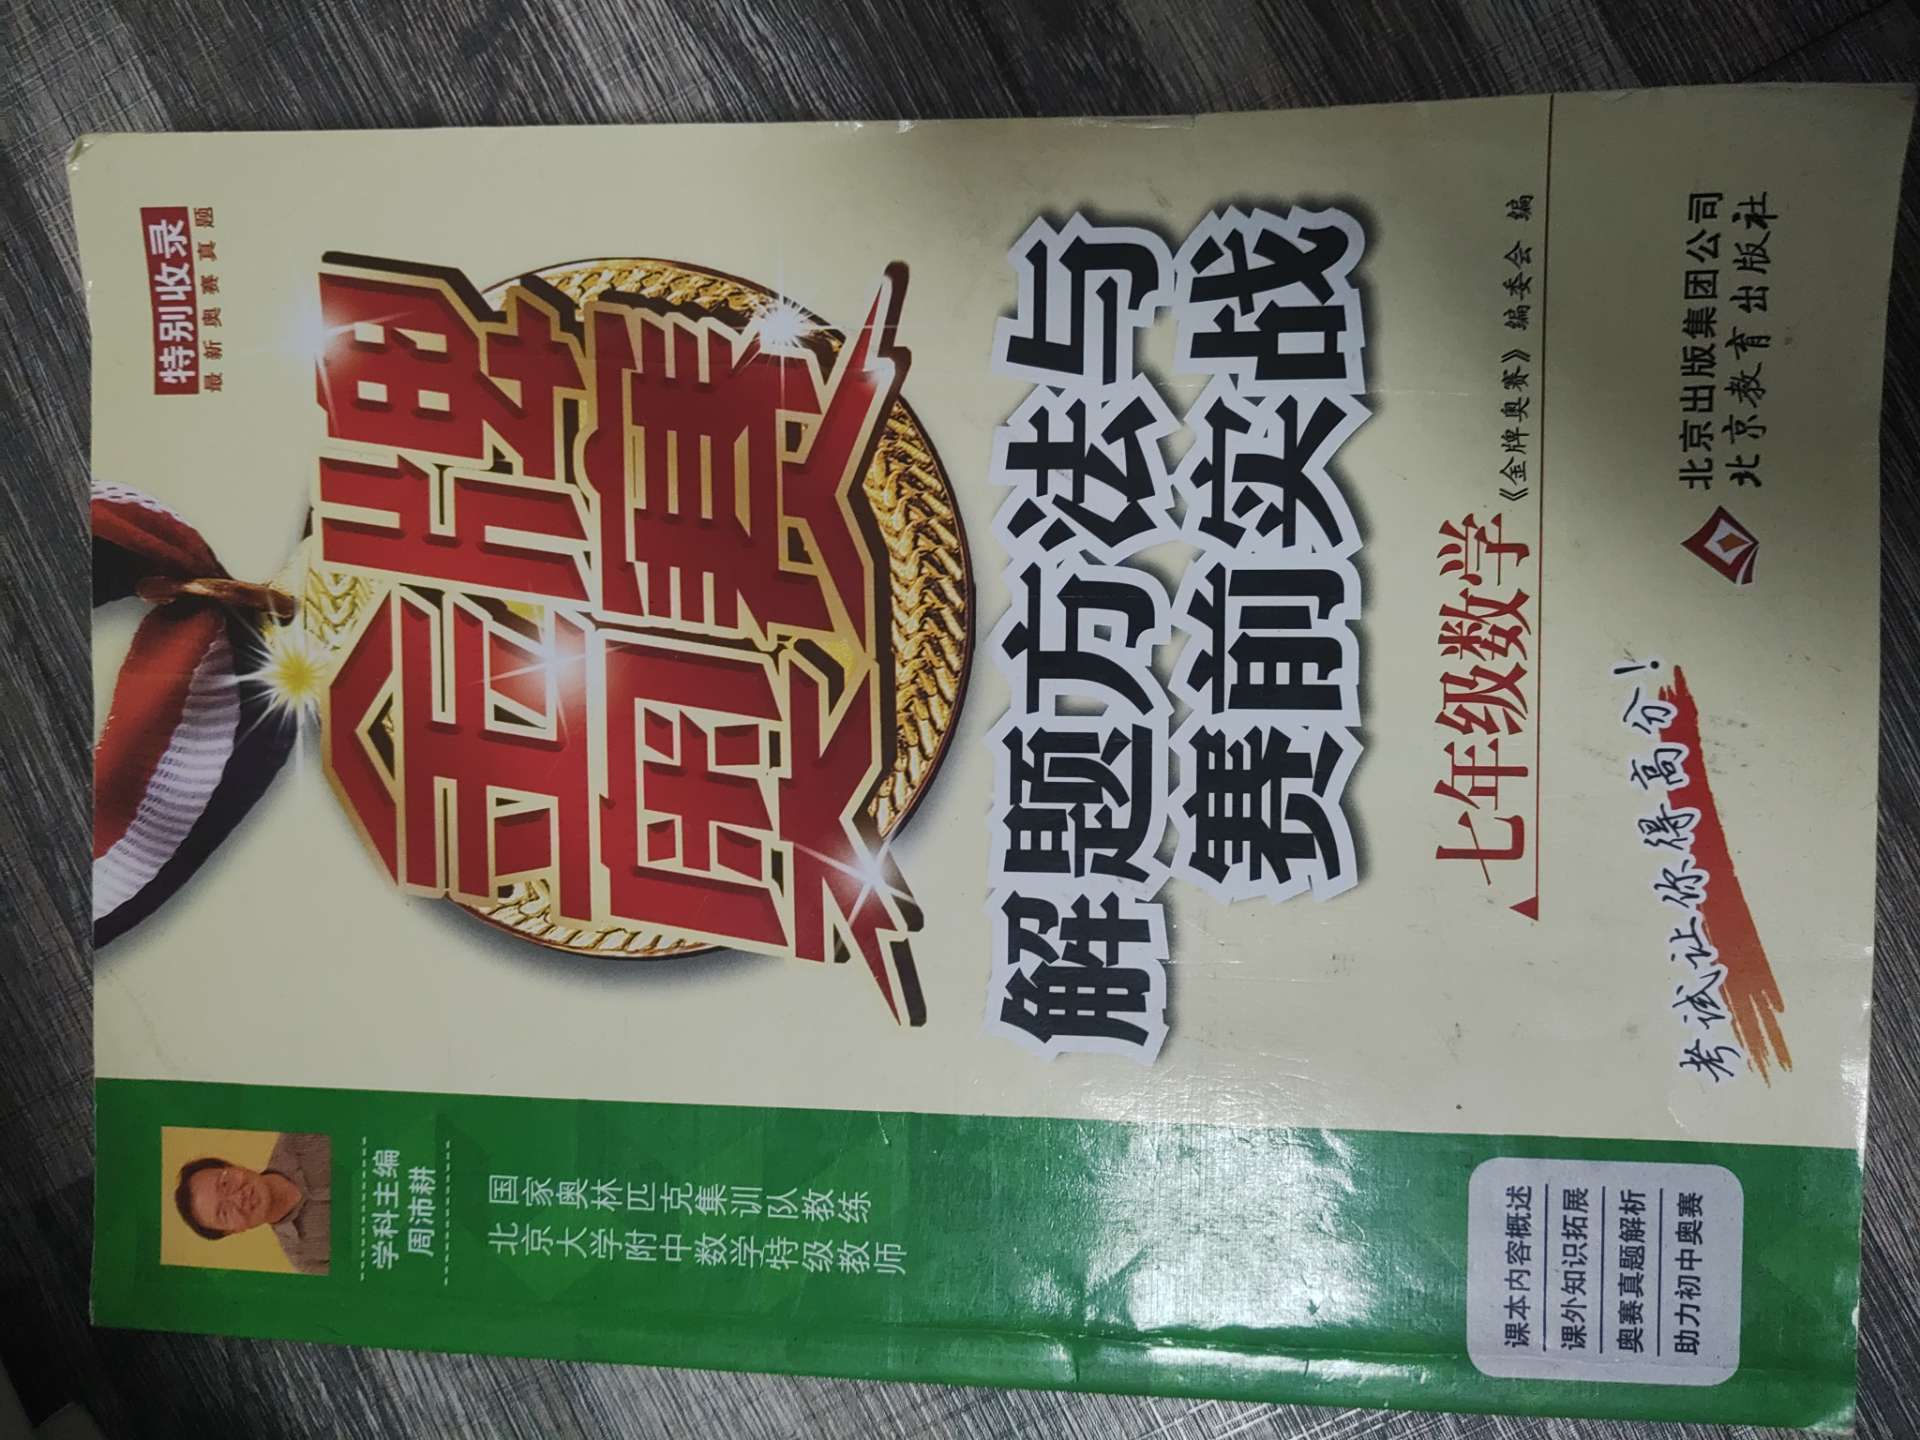 特别收录
最新奥赛真题
金牌
奥赛
解题方法与
赛前实战
七年级数学
《金牌奥赛》编委会 编
考试让你得高分！
北京出版集团公司
北京教育出版社
学科主编
周沛耕
国家奥林匹克集训队教练
北京大学附中数学特级教师
课本内容概述
课外知识拓展
奥赛真题解析
助力初中奥赛